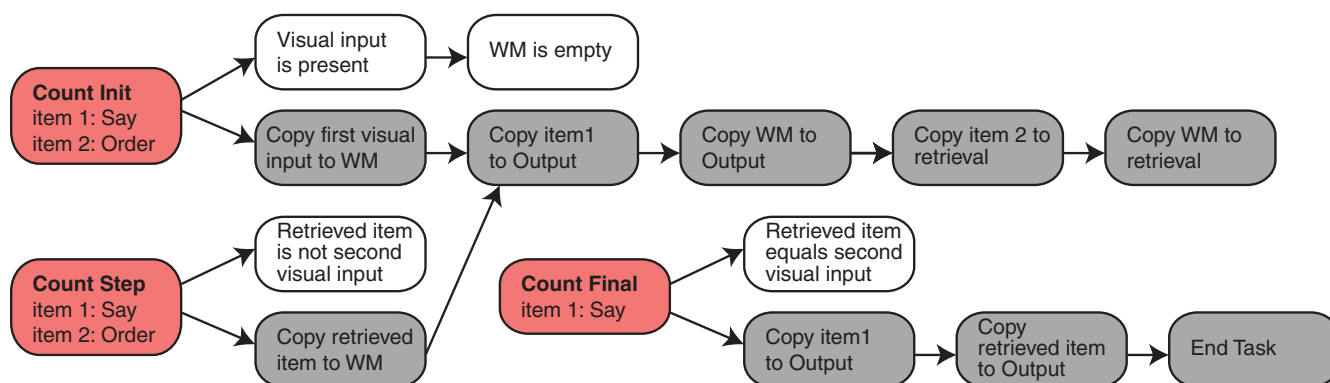 Visual input
is present
WM is empty
Count Init
item 1: Say
item 2: Order
Copy first visual
input to WM
Copy item1
to Output
Copy WM to
Output
Copy item 2 to
retrieval
Copy WM to
retrieval
Retrieved item
is not second
visual input
Count Step
item 1: Say
item 2: Order
Copy retrieved
item to WM
Retrieved item
equals second
visual input
Count Final
item 1: Say
Copy item1
to Output
Copy
retrieved item
to Output
End Task